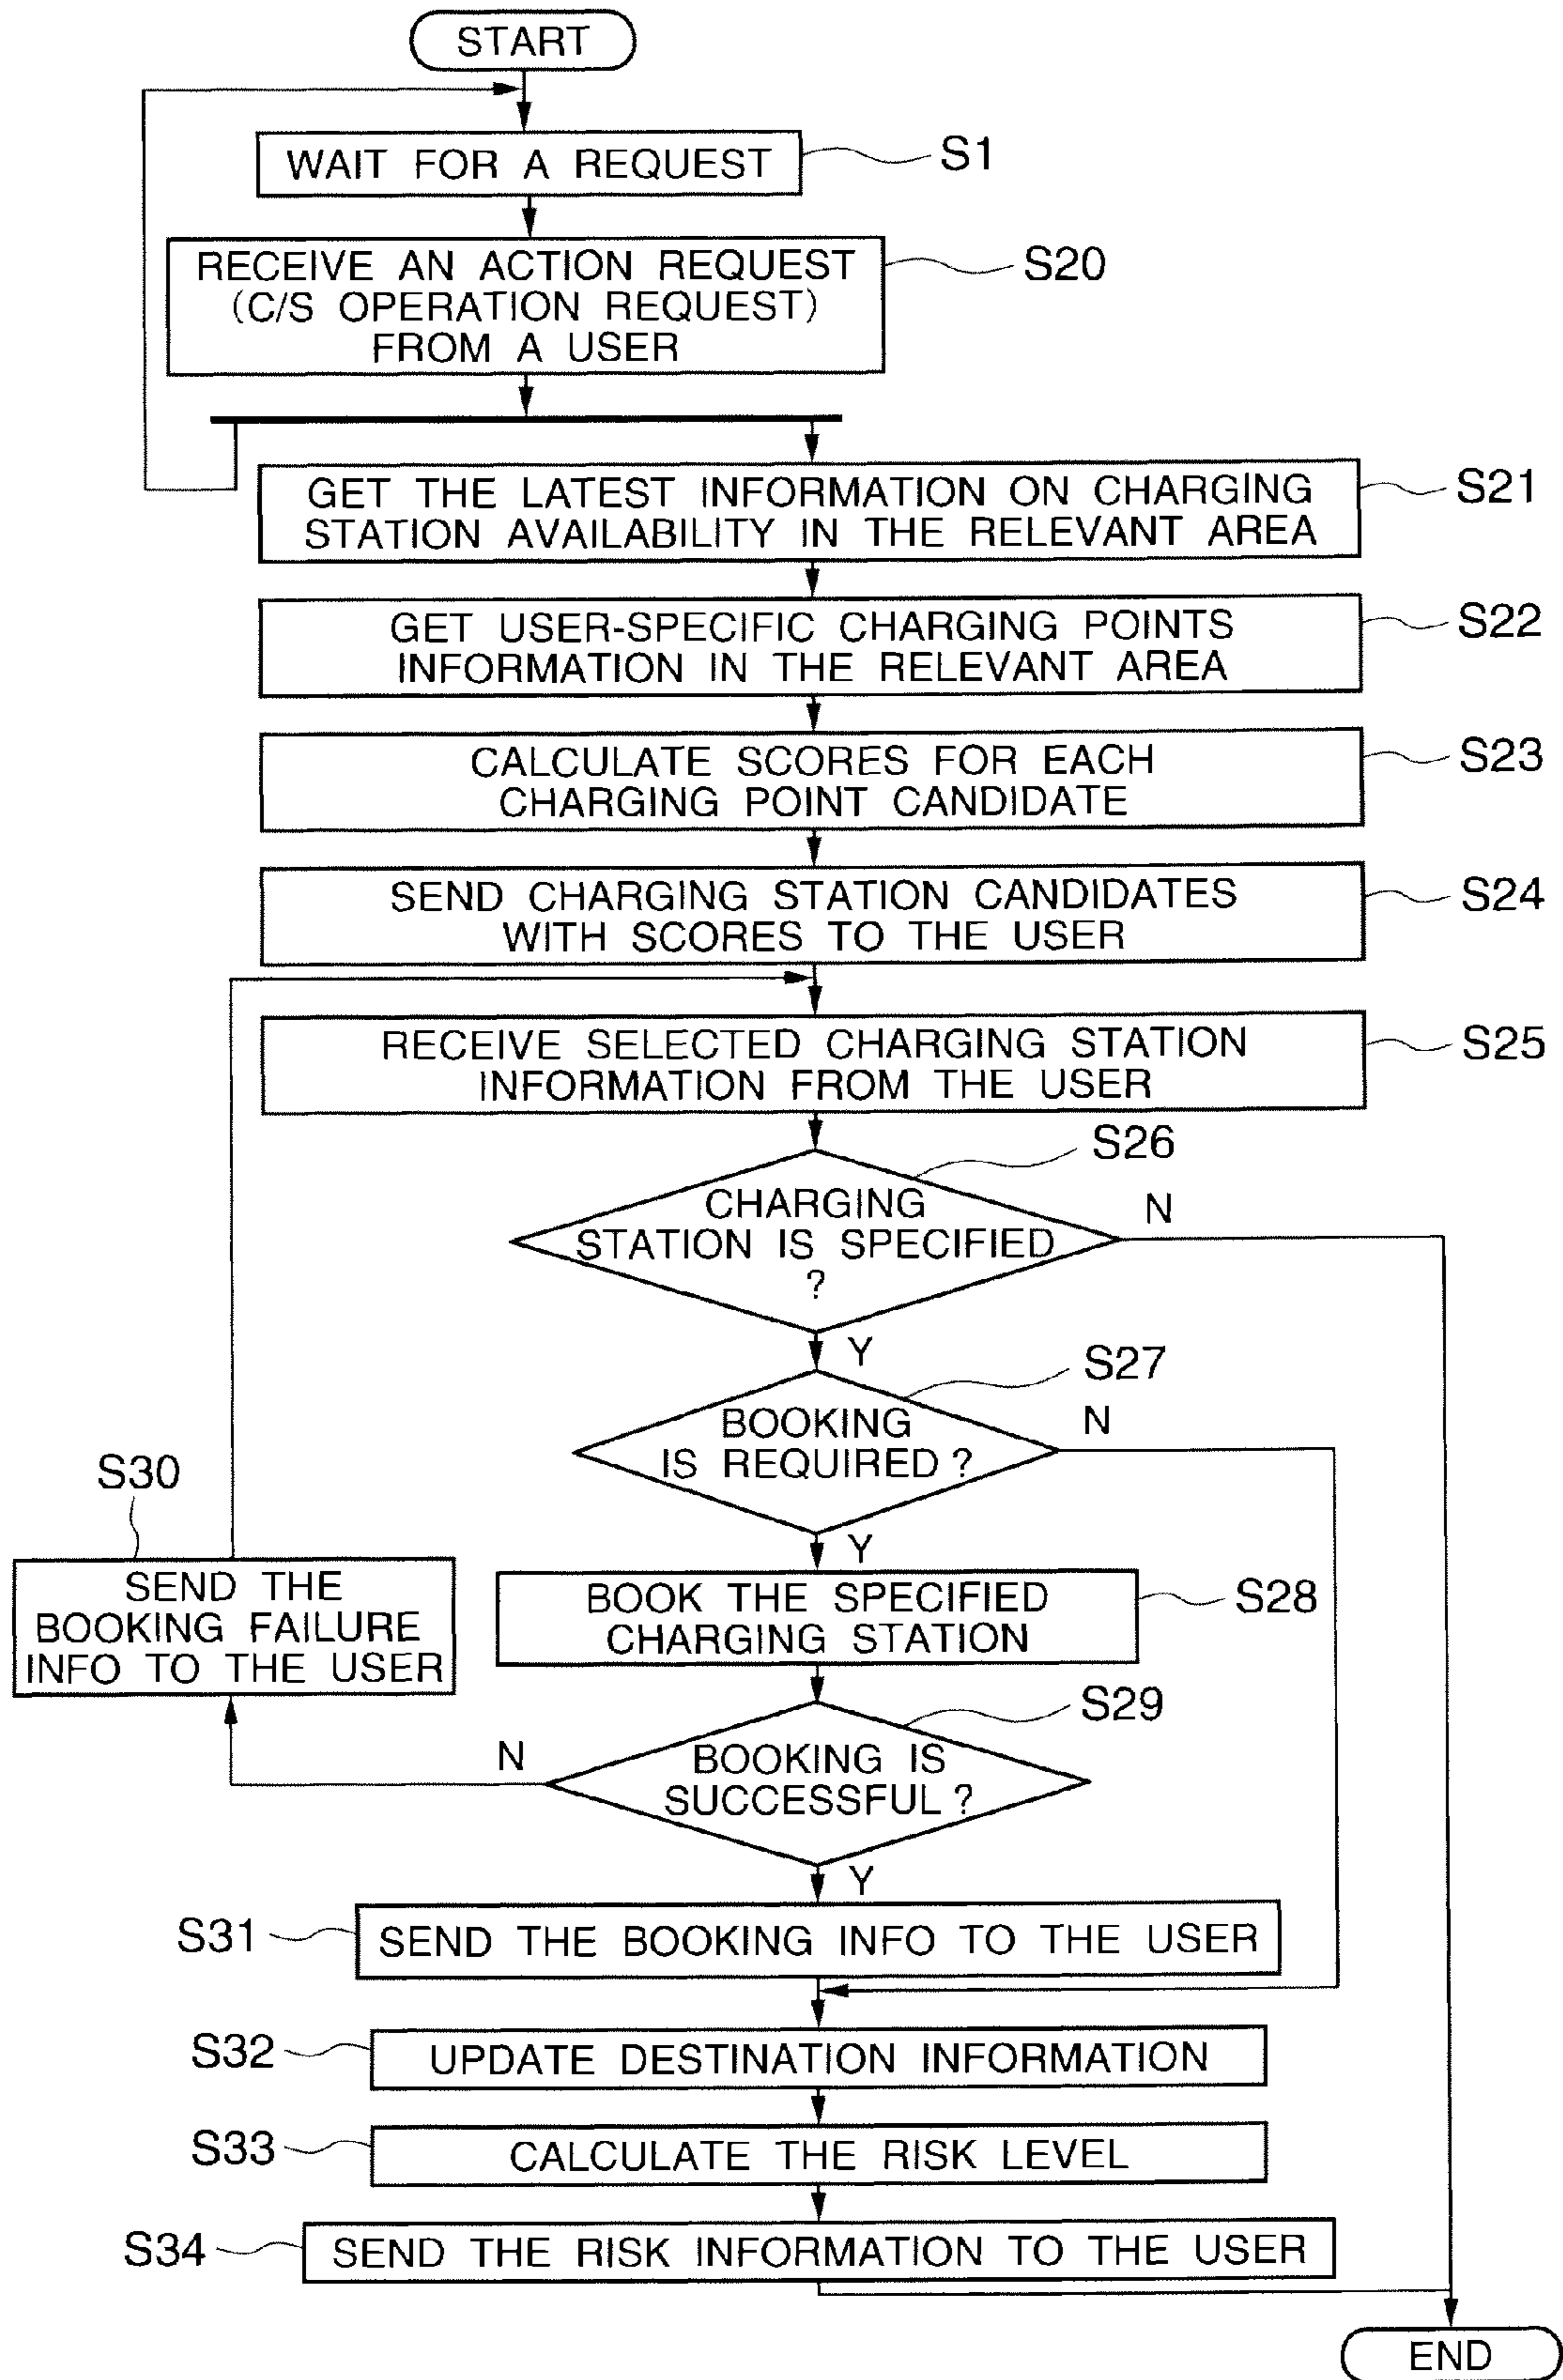 START
WAIT FOR A REQUEST
S1
RECEIVE AN ACTION REQUEST
(C/S OPERATION REQUEST)
FROM A USER
S20
GET THE LATEST INFORMATION ON CHARGING
STATION AVAILABILITY IN THE RELEVANT AREA
S21
GET USER-SPECIFIC CHARGING POINTS
INFORMATION IN THE RELEVANT AREA
S22
CALCULATE SCORES FOR EACH
CHARGING POINT CANDIDATE
S23
SEND CHARGING STATION CANDIDATES
WITH SCORES TO THE USER
S24
RECEIVE SELECTED CHARGING STATION
INFORMATION FROM THE USER
S25
S26
CHARGING
STATION IS SPECIFIED
?
N
Y
S27
BOOKING
IS REQUIRED ?
N
Y
S30
SEND THE
BOOKING FAILURE
INFO TO THE USER
BOOK THE SPECIFIED
CHARGING STATION
S28
S29
BOOKING IS
SUCCESSFUL ?
N
Y
S31
SEND THE BOOKING INFO TO THE USER
S32
UPDATE DESTINATION INFORMATION
S33
CALCULATE THE RISK LEVEL
S34
SEND THE RISK INFORMATION TO THE USER
END